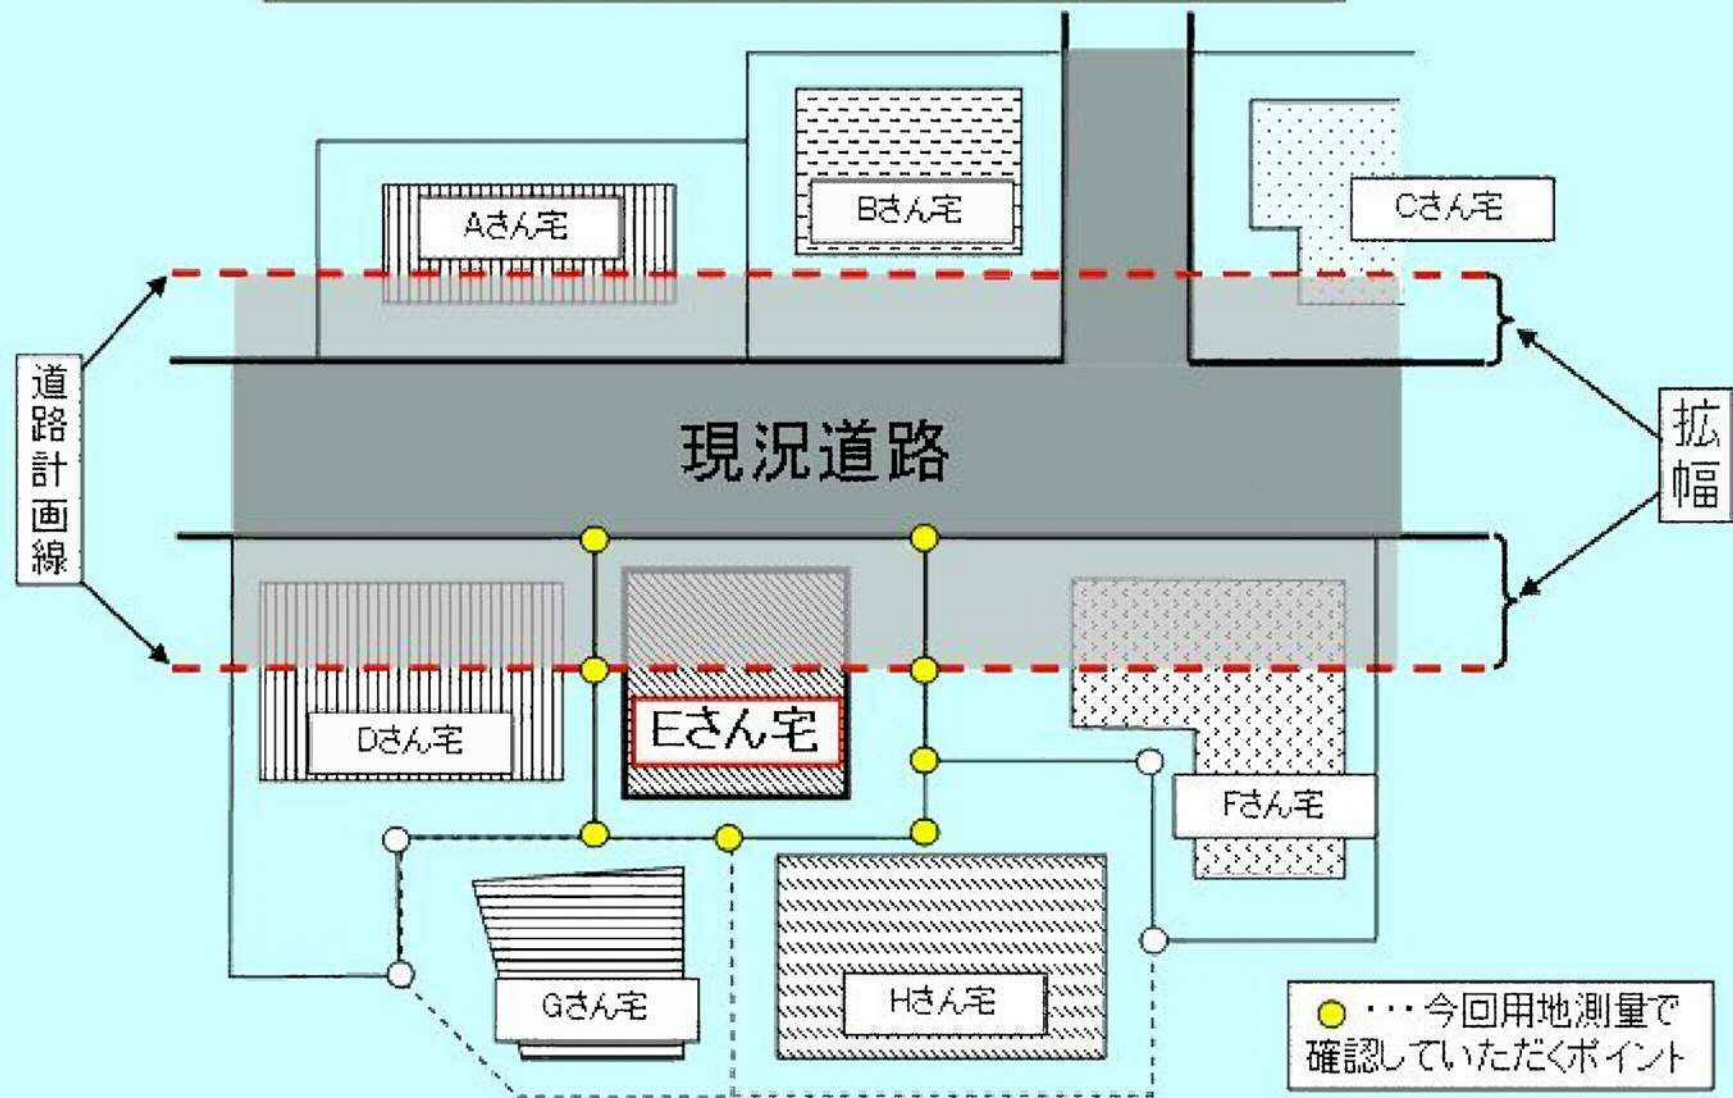 Aさん宅
Bさん宅
Cさん宅
道路計画線
現況道路
拡幅
Dさん宅
Eさん宅
Fさん宅
Gさん宅
Hさん宅
・・・今回用地測量で
確認していただくポイント